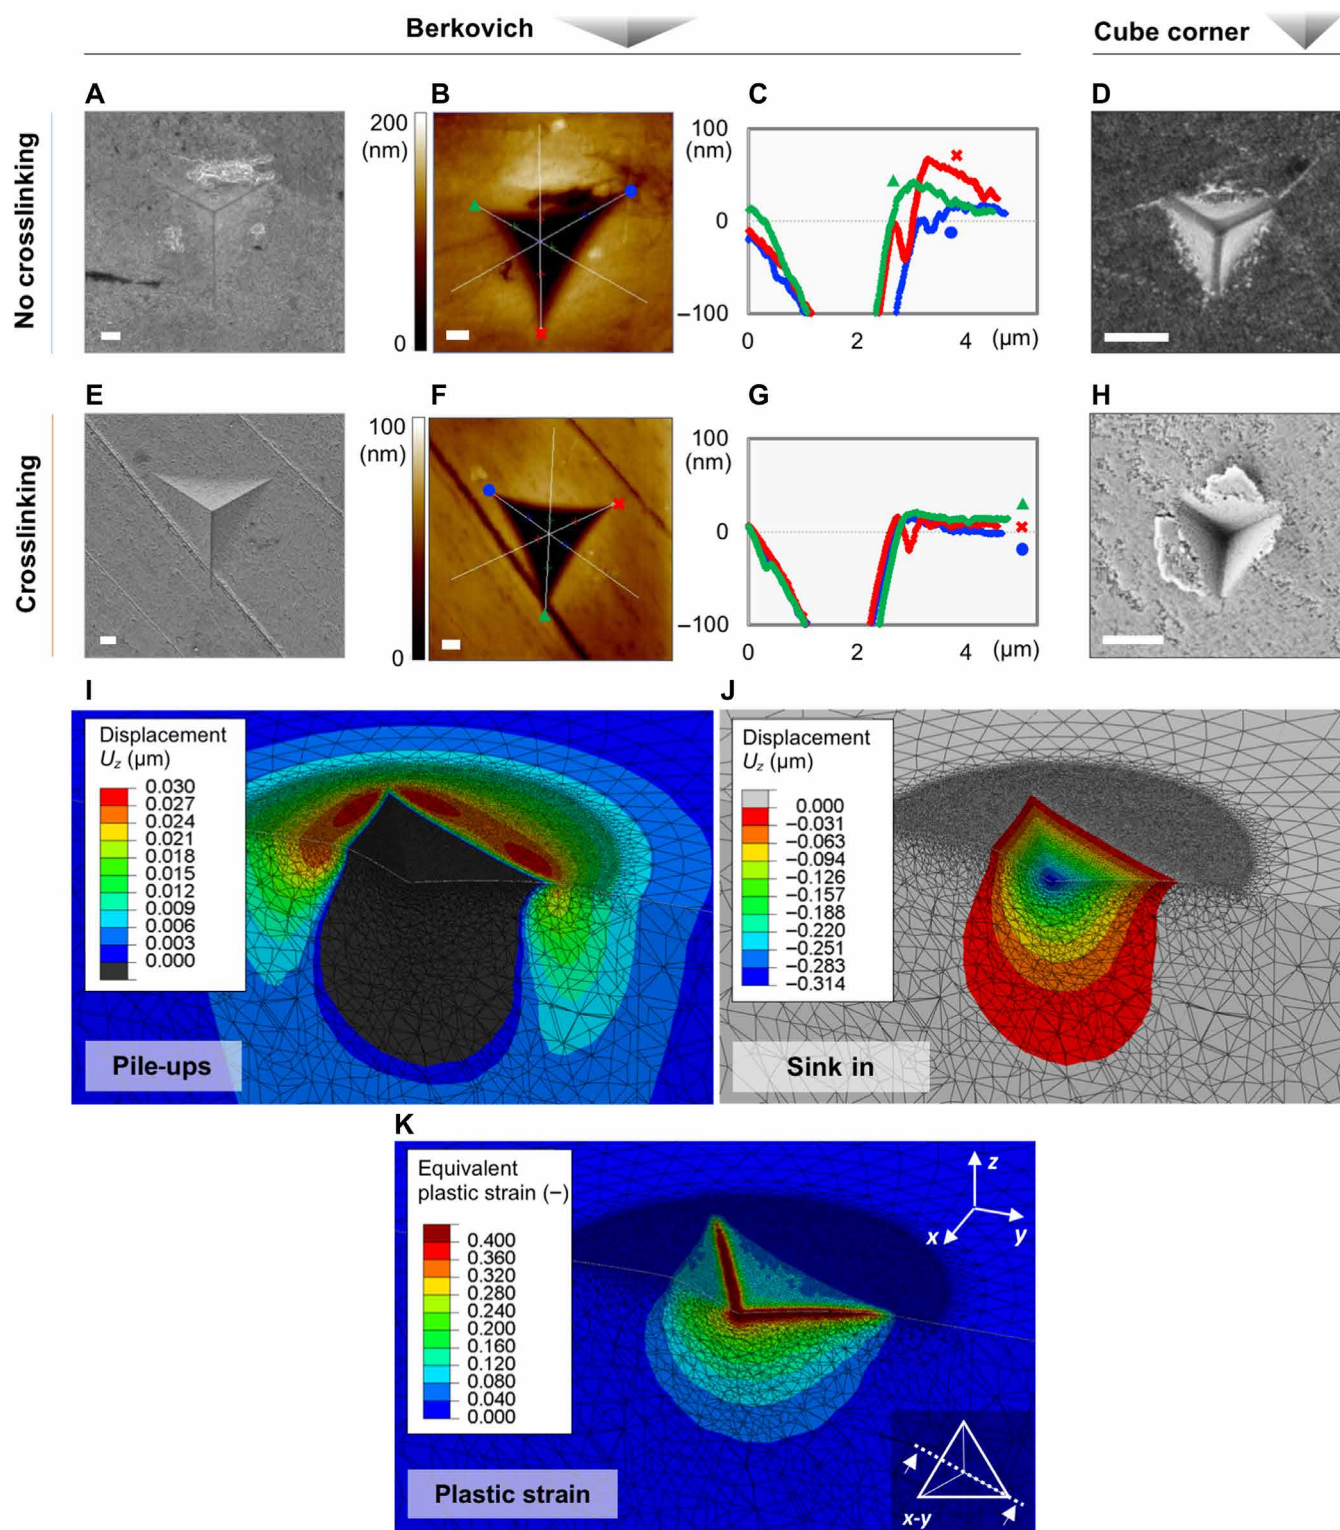 Berkovich
Cube corner
No crosslinking
A
B
C
D
200
(nm)
0
100
(nm)
0
−100
0
2
4
(µm)
Crosslinking
E
F
G
H
100
(nm)
0
100
(nm)
0
−100
0
2
4
(µm)
I
Displacement
Uz (µm)
0.030
0.027
0.024
0.021
0.018
0.015
0.012
0.009
0.006
0.003
0.000
Pile-ups
J
Displacement
Uz (µm)
0.000
−0.031
−0.063
−0.094
−0.126
−0.157
−0.188
−0.220
−0.251
−0.283
−0.314
Sink in
K
Equivalent
plastic strain (–)
0.400
0.360
0.320
0.280
0.240
0.200
0.160
0.120
0.080
0.040
0.000
Plastic strain
z
x
y
x-y